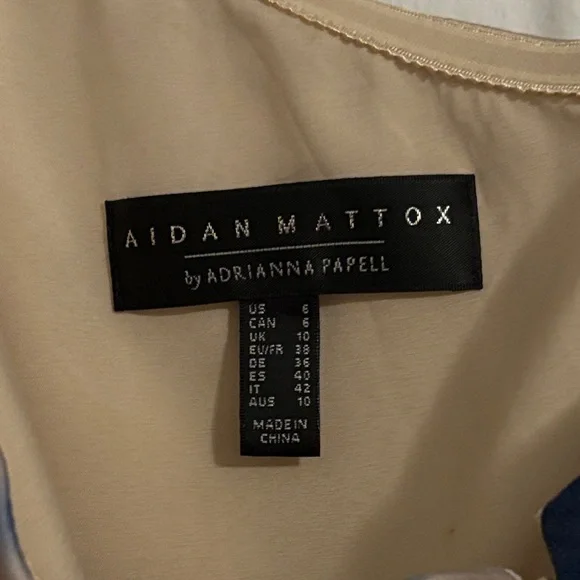 AIDAN MATTOX
by ADRIANNA PAPELL
US 6
CAN 6
UK 10
EU/FR 38
DE 36
ES 40
IT 42
AUS 10
MADE IN
CHINA